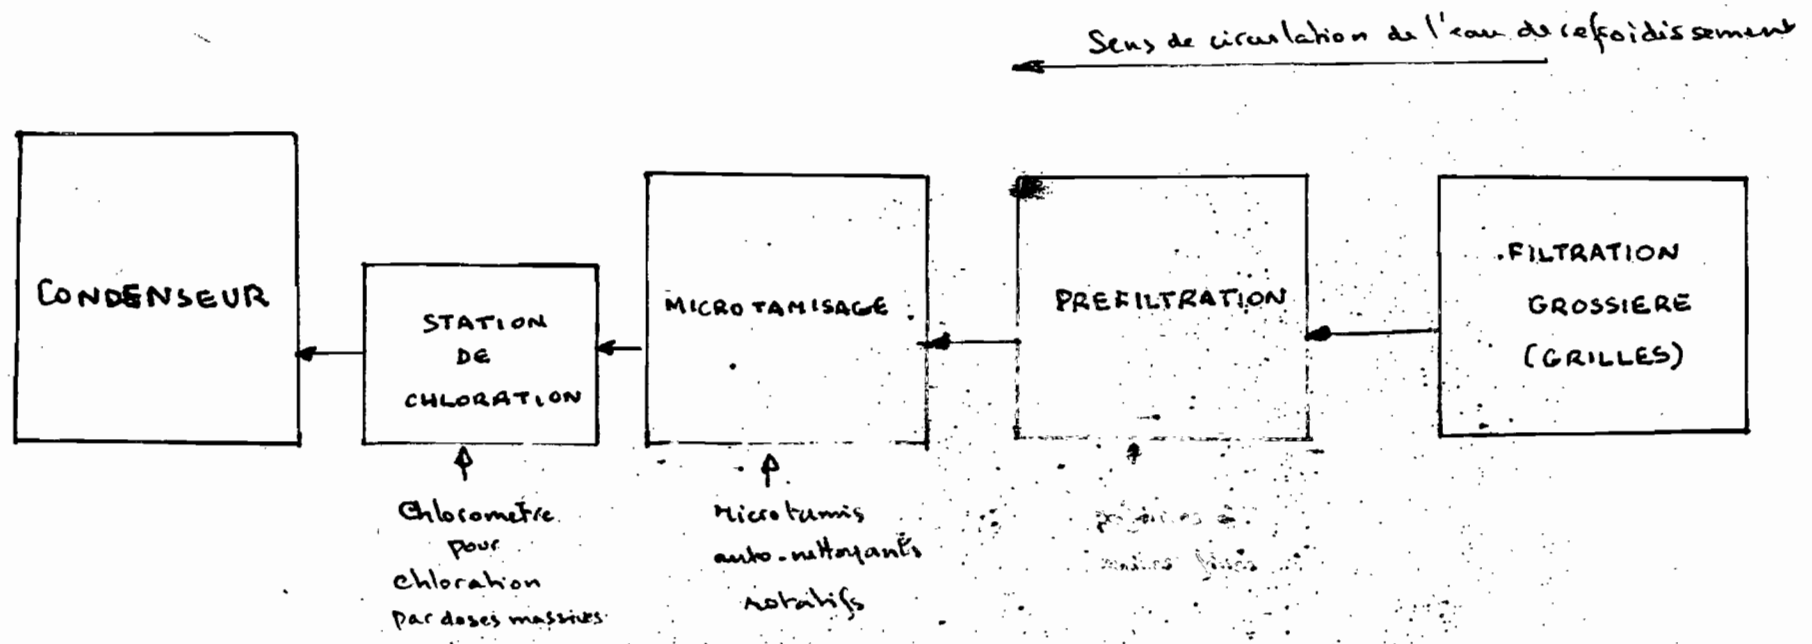 Sens de circulation de l'eau de refroidissement
CONDENSEUR
STATION
DE
CHLORATION
MICROTAMISAGE
PREFILTRATION
FILTRATION
GROSSIERE
(GRILLES)
Chlorometre
pour
chloration
par doses massives
Microtamis
auto-nettoyants
rotatifs